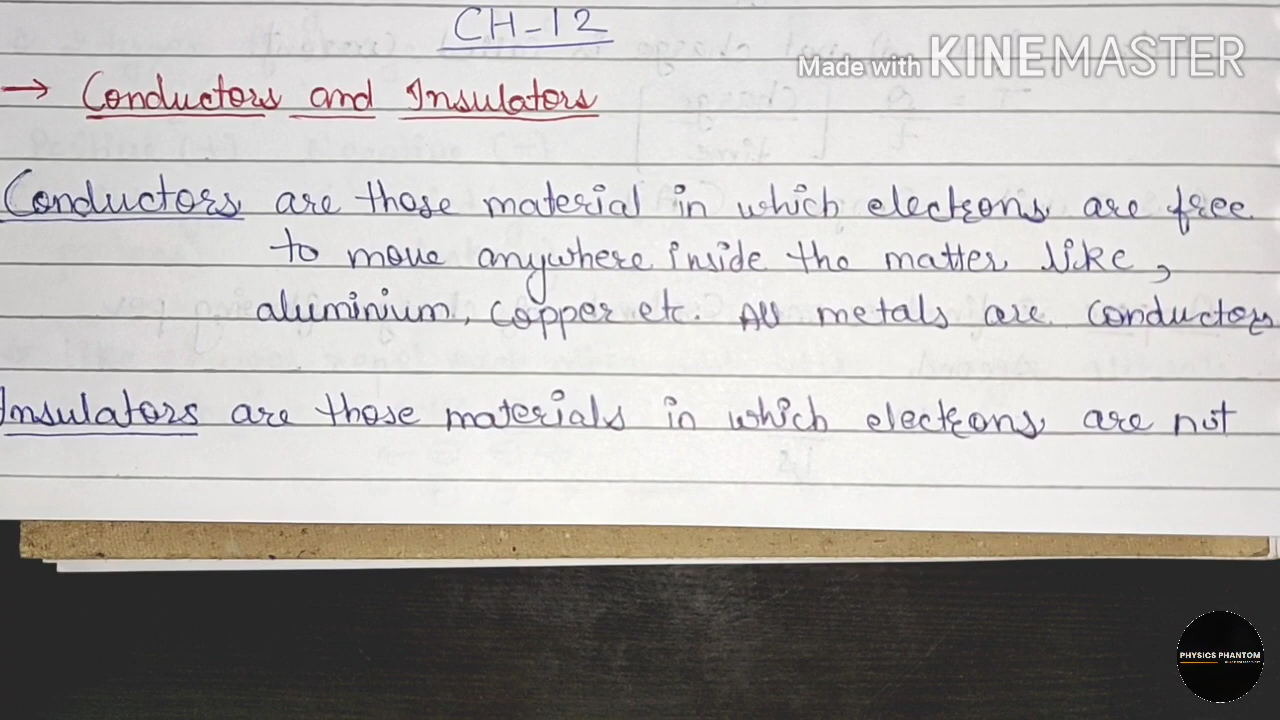 CH-12
Made with KINEMASTER
→ Conductors and Insulators
Conductors are those material in which electrons are free
to move anywhere inside the matter like,
aluminium, copper etc. All metals are conductors
Insulators are those materials in which electrons are not
PHYSICS PHANTOM